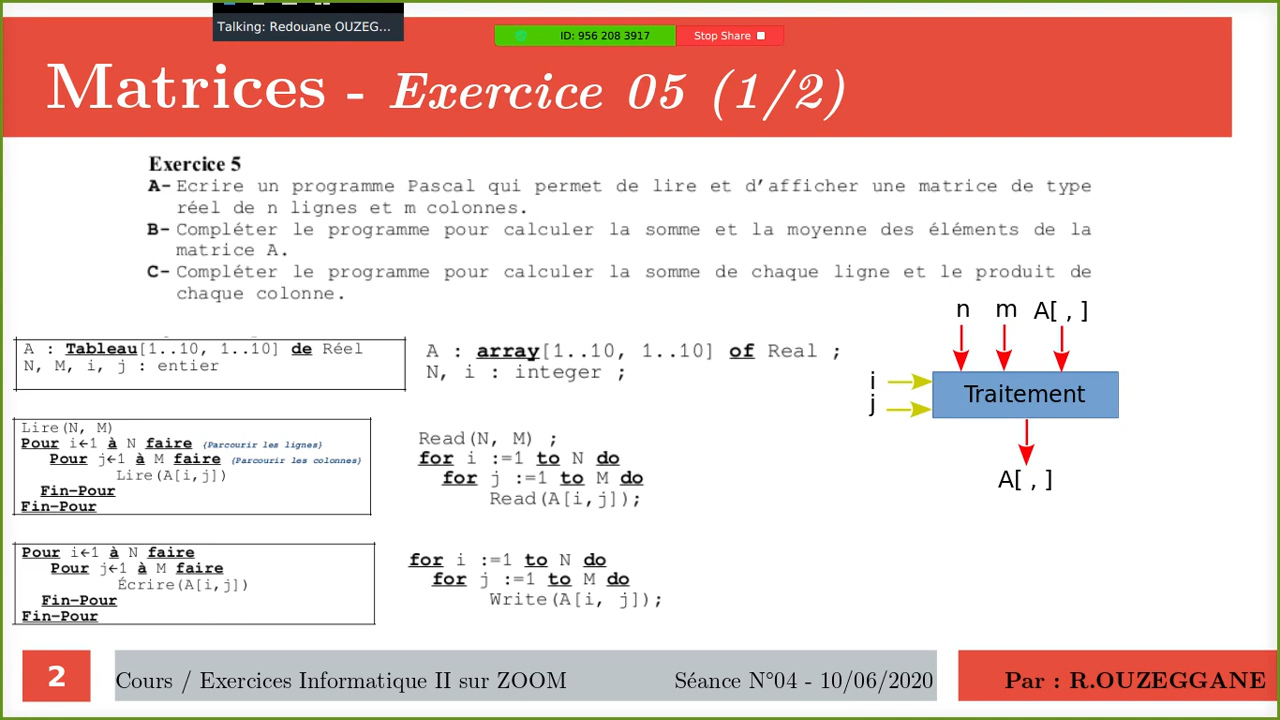 Talking: Redouane OUZEG...
ID: 956 208 3917
Stop Share
Matrices - Exercice 05 (1/2)
Exercice 5
A- Ecrire un programme Pascal qui permet de lire et d'afficher une matrice de type
réel de n lignes et m colonnes.
B- Compléter le programme pour calculer la somme et la moyenne des éléments de la
matrice A.
C- Compléter le programme pour calculer la somme de chaque ligne et le produit de
chaque colonne.
A : Tableau[1..10, 1..10] de Réel
N, M, i, j : entier
A : array[1..10, 1..10] of Real ;
N, i : integer ;
n m A[ , ]
i
j
Traitement
A[ , ]
Lire(N, M)
Pour i←1 à N faire (Parcourir les lignes)
Pour j←1 à M faire (Parcourir les colonnes)
Lire(A[i,j])
Fin-Pour
Fin-Pour
Read(N, M) ;
for i :=1 to N do
for j :=1 to M do
Read(A[i,j]);
Pour i←1 à N faire
Pour j←1 à M faire
Écrire(A[i,j])
Fin-Pour
Fin-Pour
for i :=1 to N do
for j :=1 to M do
Write(A[i, j]);
2
Cours / Exercices Informatique II sur ZOOM
Séance N°04 - 10/06/2020
Par : R.OUZEGGANE